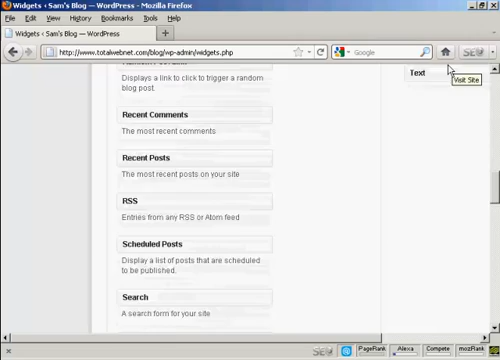 Widgets ‹ Sam's Blog — WordPress - Mozilla Firefox
File Edit View History Bookmarks Tools Help
Widgets ‹ Sam's Blog — WordPress
http://www.totalwebnet.com/blog/wp-admin/widgets.php
Google
SEO
Text
Visit Site
Displays a link to click to trigger a random
blog post.
Recent Comments
The most recent comments
Recent Posts
The most recent posts on your site
RSS
Entries from any RSS or Atom feed
Scheduled Posts
Display a list of posts that are scheduled
to be published.
Search
A search form for your site
SEO PageRank Alexa Compete mozRank